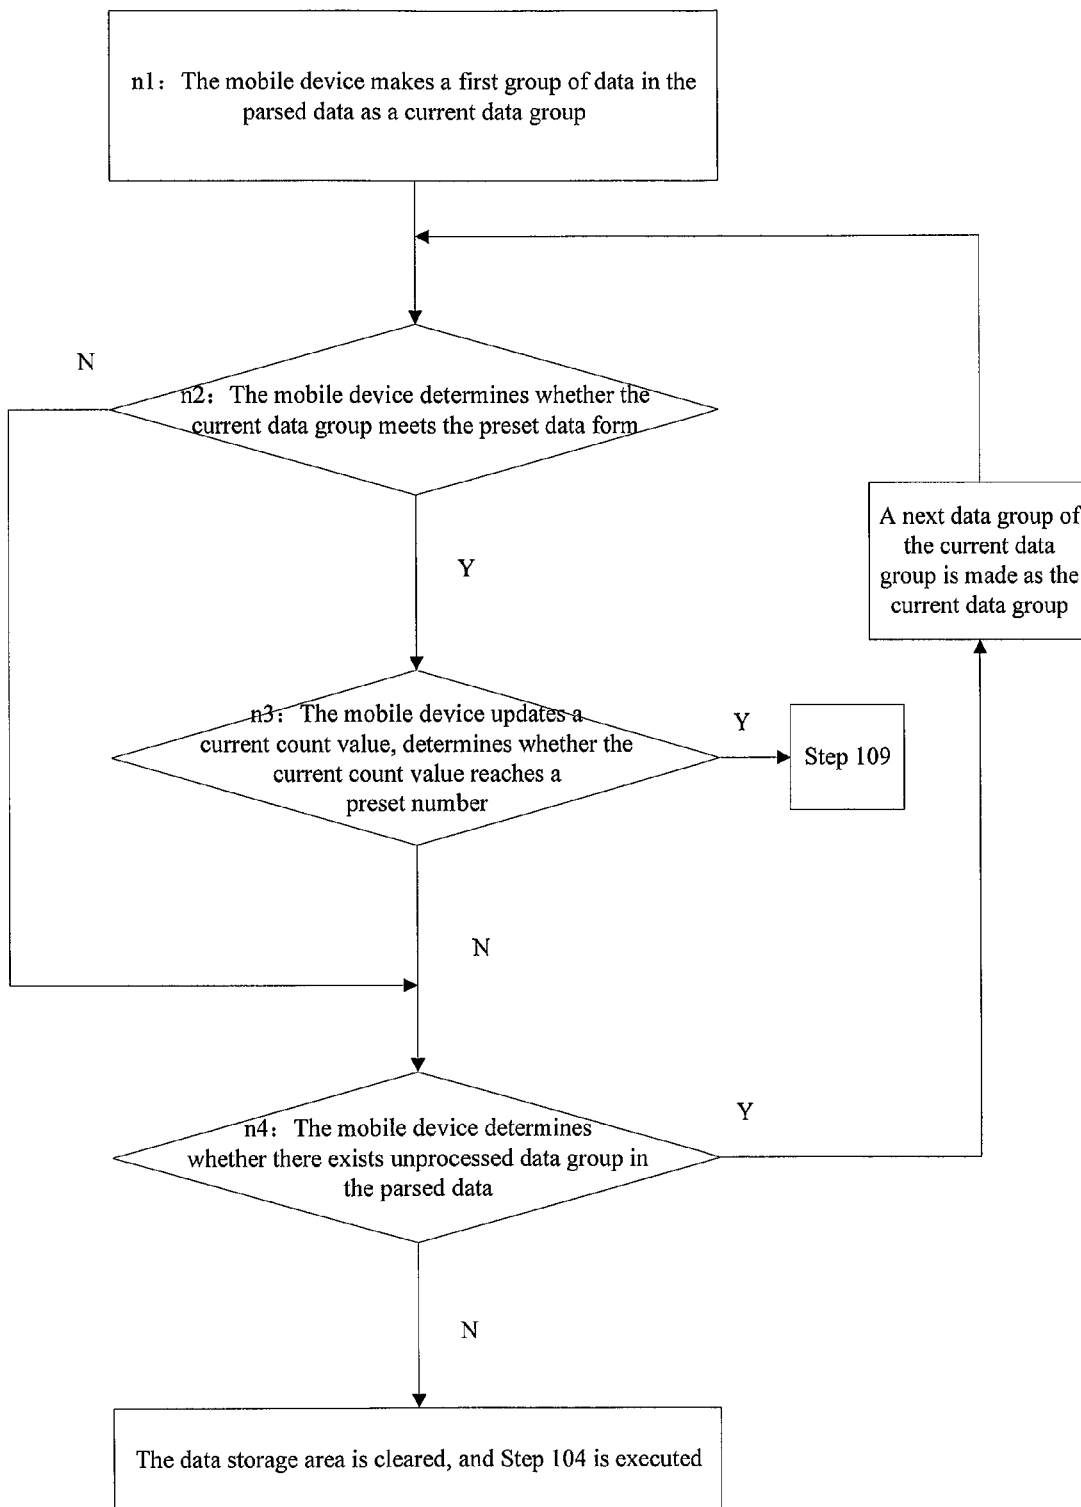 n1： The mobile device makes a first group of data in the
parsed data as a current data group
N
n2： The mobile device determines whether the
current data group meets the preset data form
A next data group of
the current data
group is made as the
current data group
Y
n3： The mobile device updates a
current count value, determines whether the
current count value reaches a
preset number
Y
Step 109
N
n4： The mobile device determines
whether there exists unprocessed data group in
the parsed data
Y
N
The data storage area is cleared, and Step 104 is executed